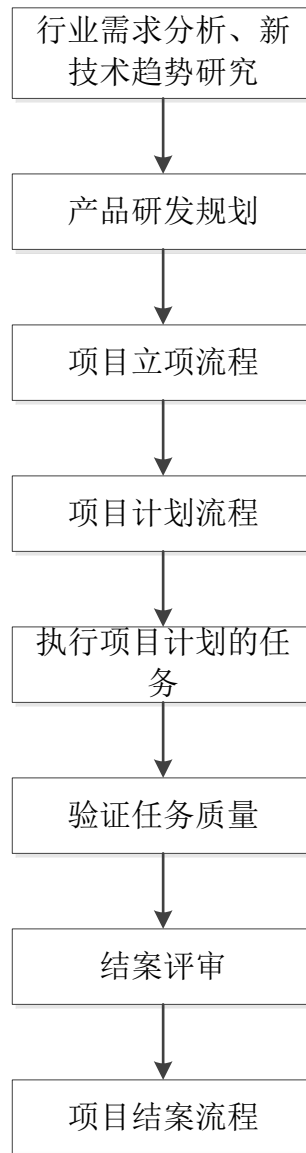 行业需求分析、新
技术趋势研究
产品研发规划
项目立项流程
项目计划流程
执行项目计划的任
务
验证任务质量
结案评审
项目结案流程